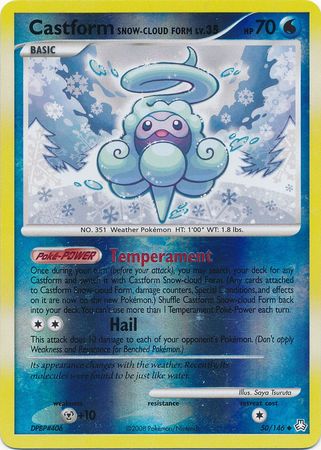 Castform SNOW-CLOUD FORM LV.35 HP 70
BASIC
NO. 351 Weather Pokémon HT: 1'00" WT: 1.8 lbs.
Poké-POWER Temperament
Once during your turn (before your attack), you may search your deck for any
Castform and switch it with Castform Snow-cloud Form. (Any cards attached
to Castform Snow-cloud Form, damage counters, Special Conditions, and effects
on it are now on the new Pokémon.) Shuffle Castform Snow-cloud Form back
into your deck. You can't use more than 1 Temperament Poké-Power each turn.
Hail
This attack does 10 damage to each of your opponent's Pokémon. (Don't apply
Weakness and Resistance for Benched Pokémon.)
Its appearance changes with the weather. Recently, its
molecular structure was discovered to be just like water.
Illus. Saya Tsuruta
weakness resistance retreat cost
+10
DPBP#406 ©2008 Pokémon/Nintendo 50/146